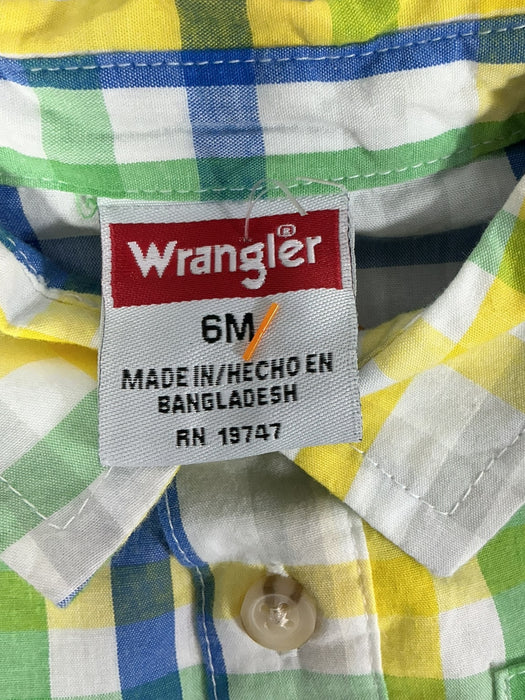 Wrangler®
6M
MADE IN/HECHO EN
BANGLADESH
RN 19747